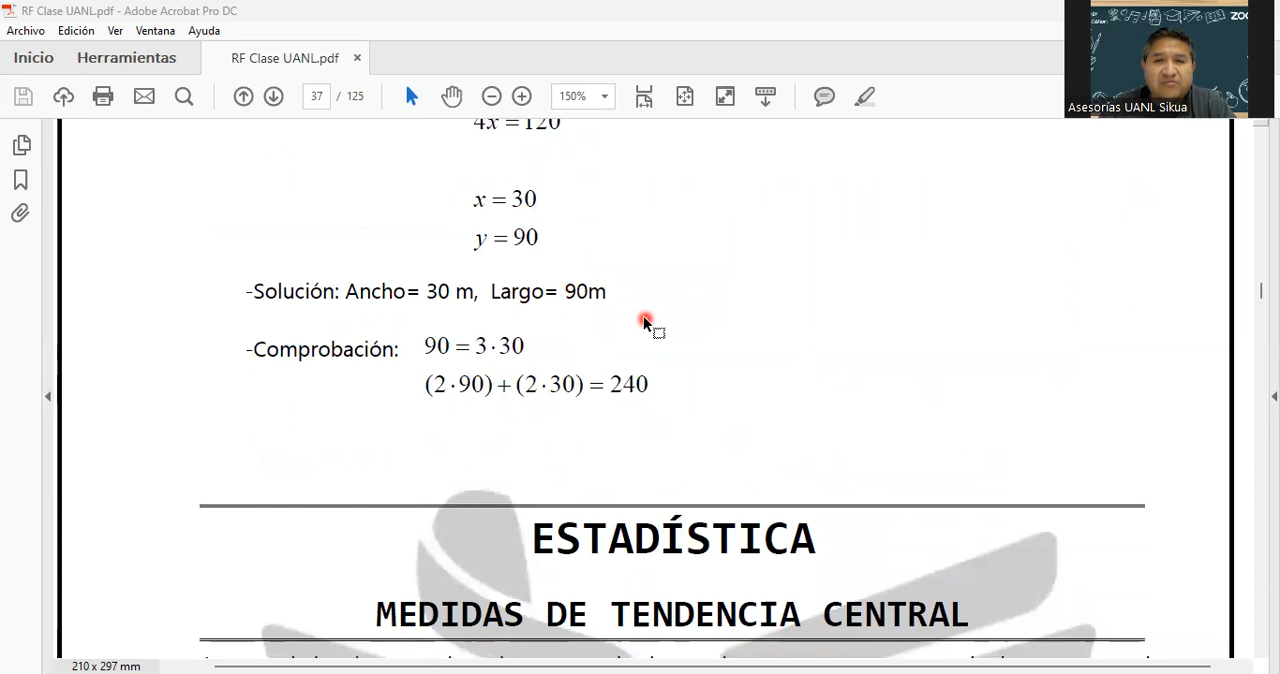 RF Clase UANL.pdf - Adobe Acrobat Pro DC
Archivo Edición Ver Ventana Ayuda
Inicio Herramientas RF Clase UANL.pdf ×
37 / 125 150%
zoo
Asesorías UANL Sikua
4x = 120
x = 30
y = 90
-Solución: Ancho= 30 m, Largo= 90m
-Comprobación: 90 = 3·30
(2·90)+(2·30) = 240
ESTADÍSTICA
MEDIDAS DE TENDENCIA CENTRAL
210 x 297 mm